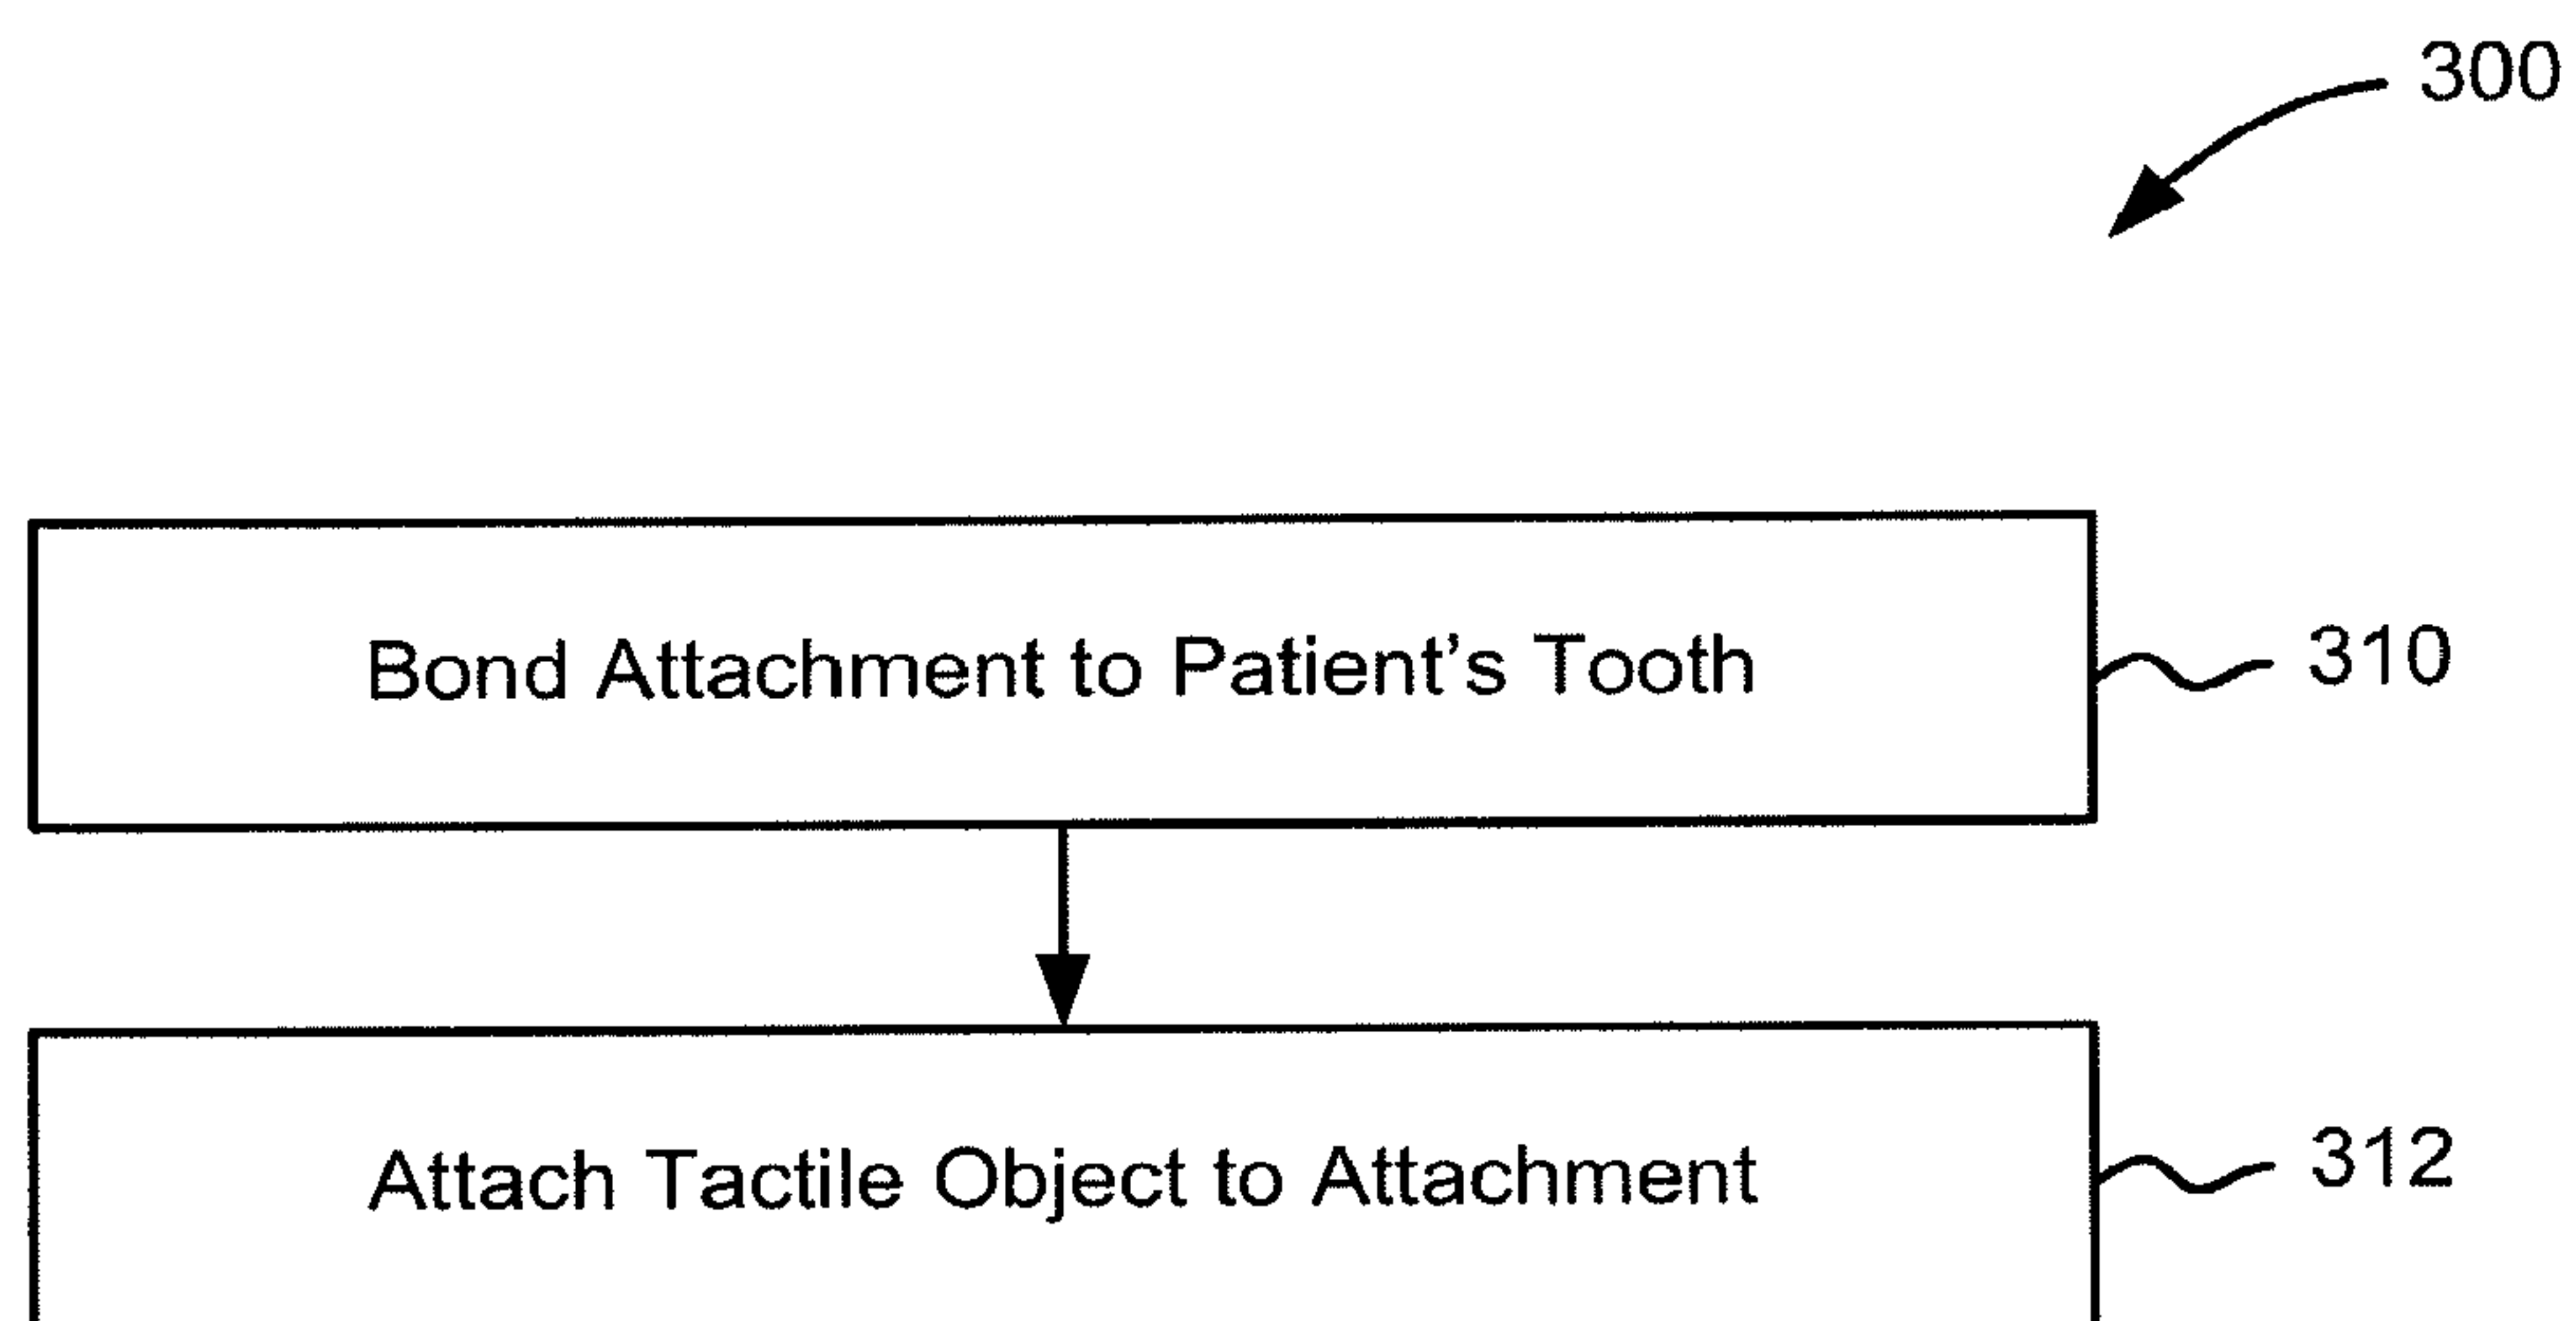 300
Bond Attachment to Patient’s Tooth
310
Attach Tactile Object to Attachment
312